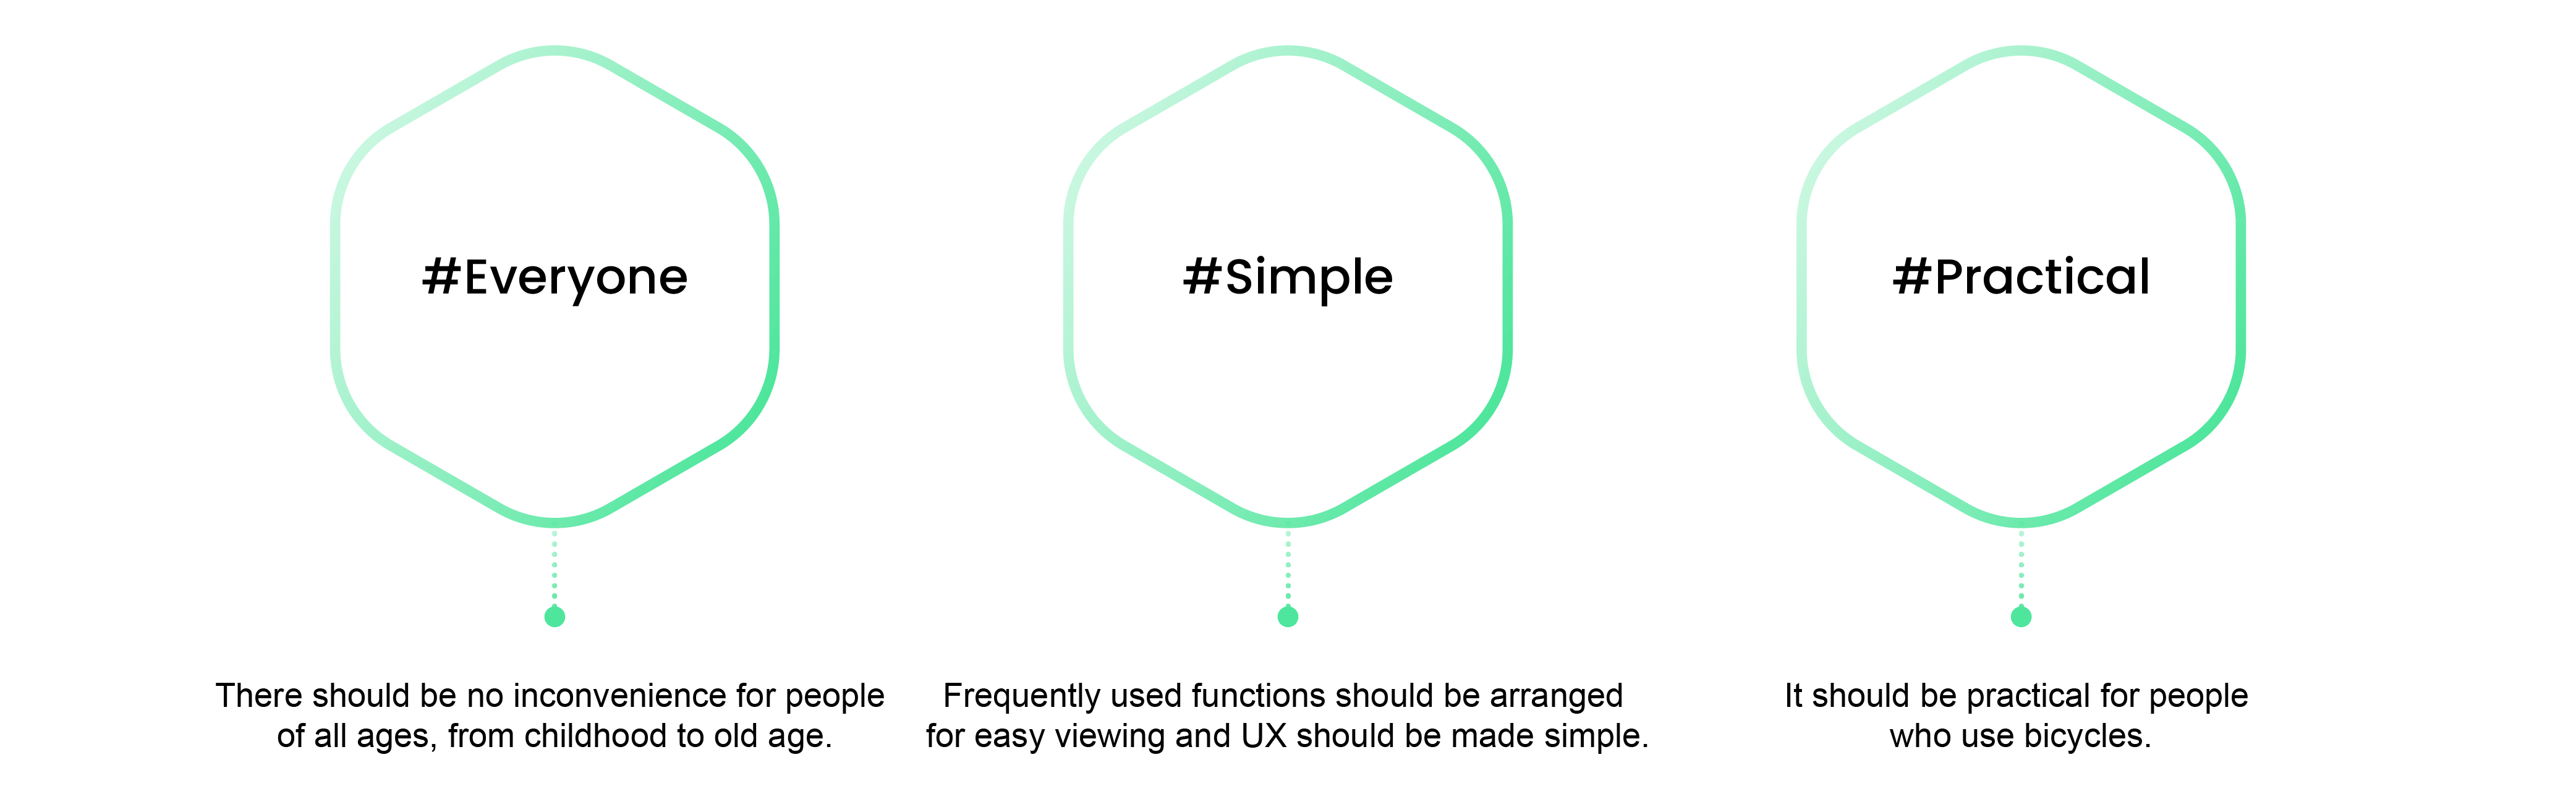 #Everyone
There should be no inconvenience for people
of all ages, from childhood to old age.
#Simple
Frequently used functions should be arranged
for easy viewing and UX should be made simple.
#Practical
It should be practical for people
who use bicycles.